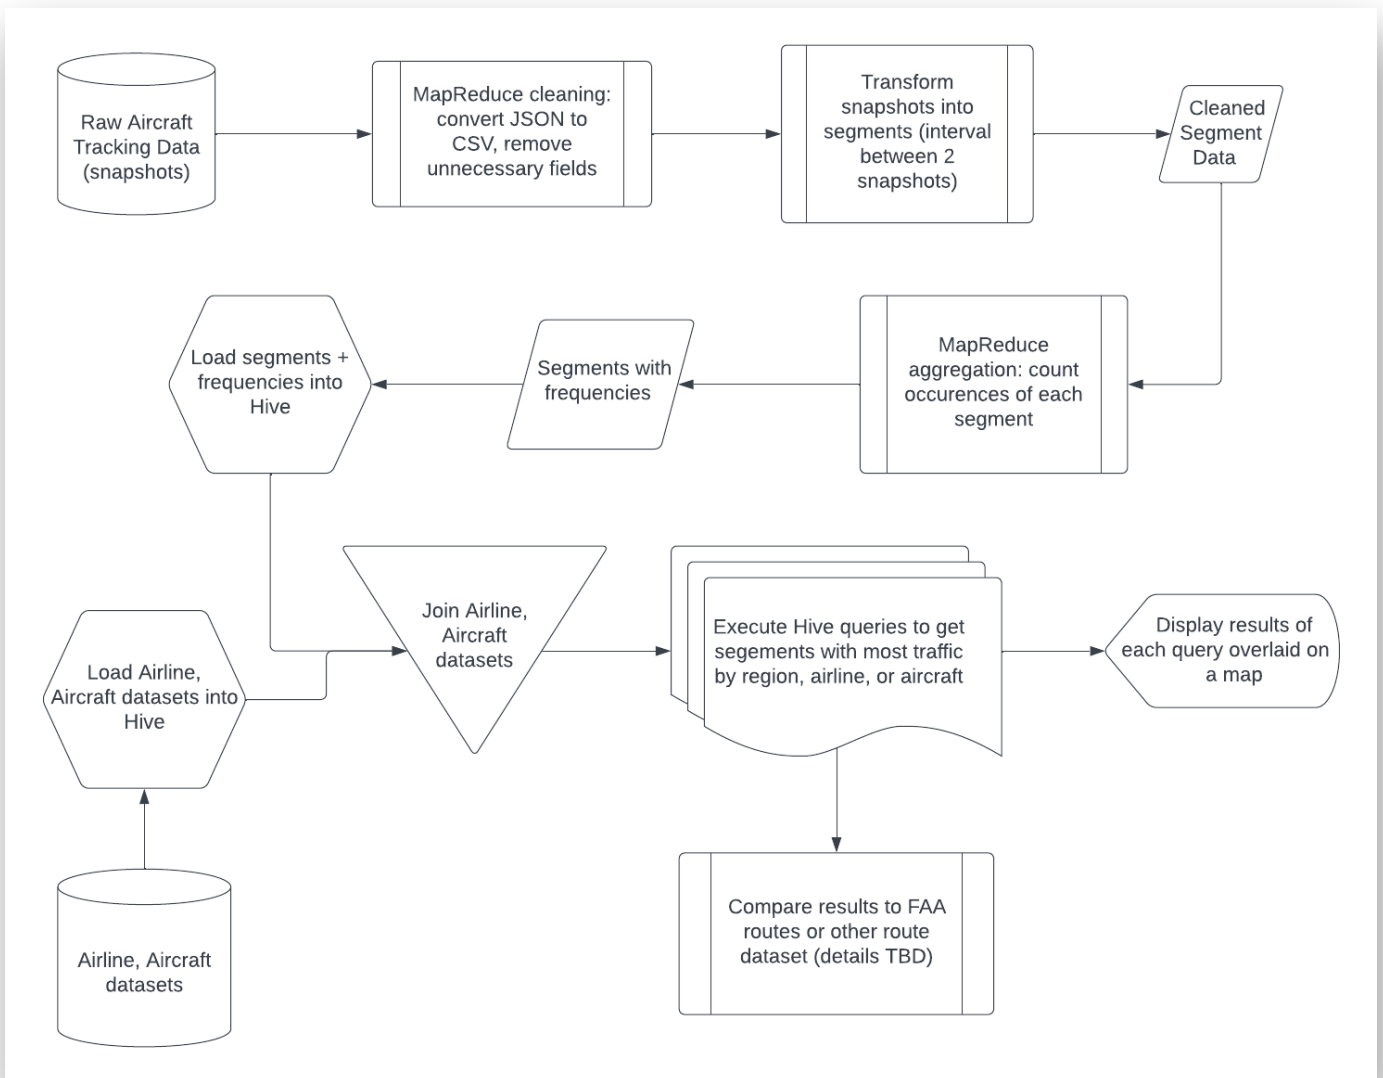 Raw Aircraft
Tracking Data
(snapshots)
MapReduce cleaning:
convert JSON to
CSV, remove
unnecessary fields
Transform
snapshots into
segments (interval
between 2
snapshots)
Cleaned
Segment
Data
Load segments +
frequencies into
Hive
Segments with
frequencies
MapReduce
aggregation: count
occurences of each
segment
Load Airline,
Aircraft datasets into
Hive
Join Airline,
Aircraft
datasets
Execute Hive queries to get
segements with most traffic
by region, airline, or aircraft
Display results of
each query overlaid on
a map
Airline, Aircraft
datasets
Compare results to FAA
routes or other route
dataset (details TBD)